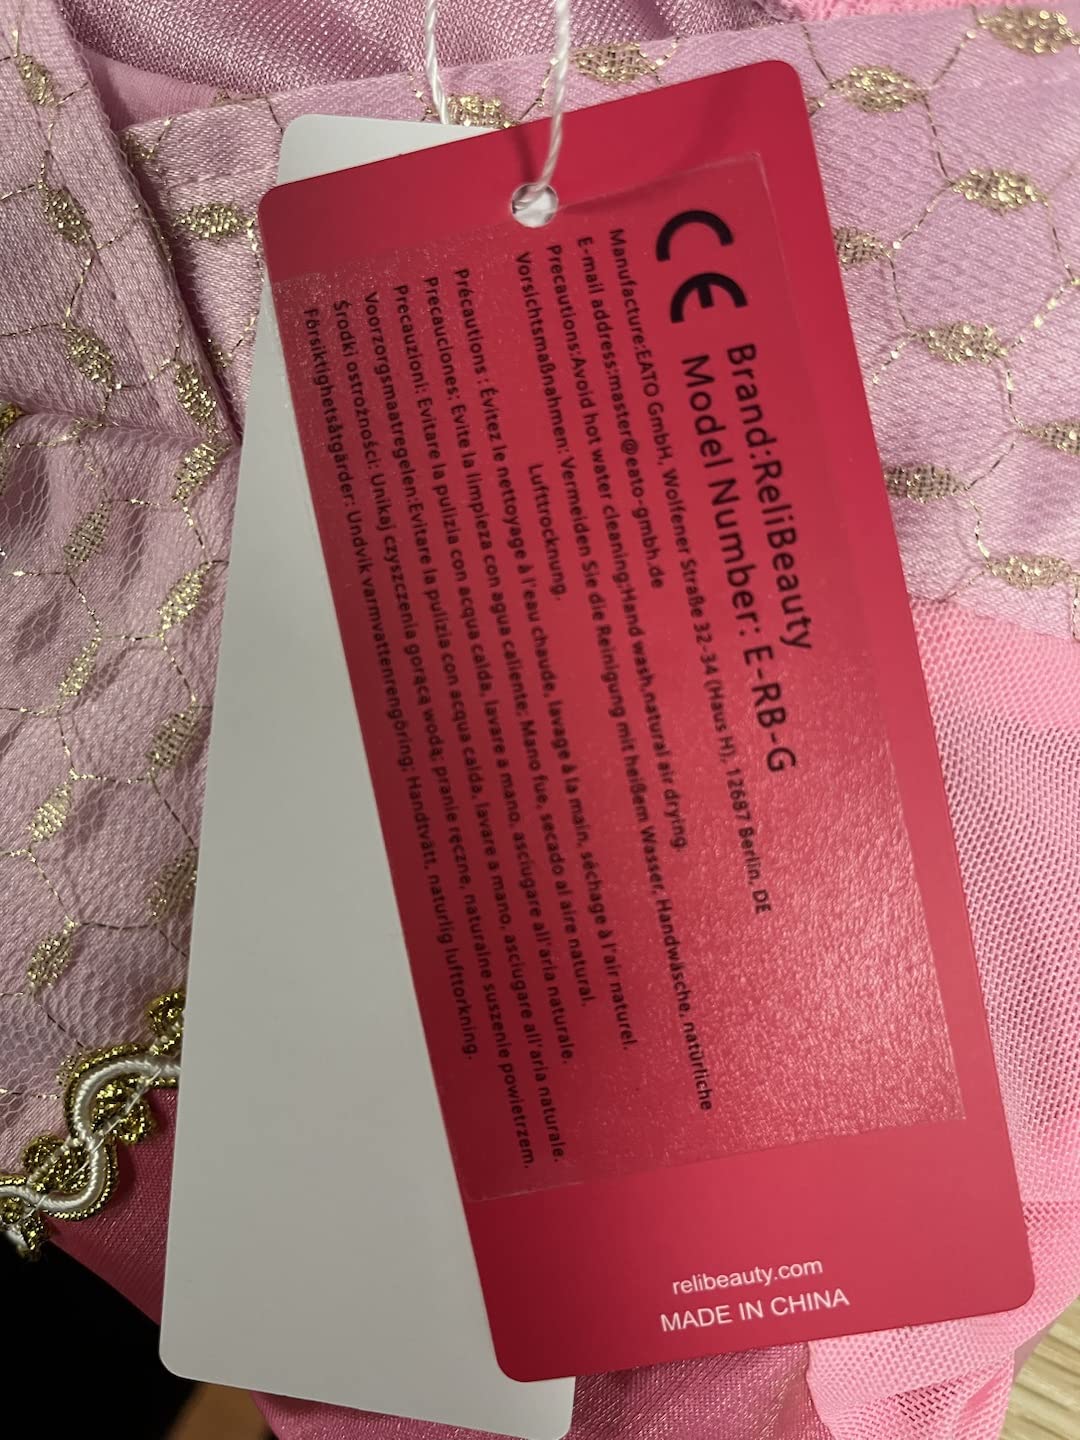 CE
Brand:ReliBeauty
Model Number: E-RB-G
Manufacture:EATO GmbH, Wolfener Straße 32-34 (Haus H), 12687 Berlin, DE
E-mail address:master@eato-gmbh.de
Precautions:Avoid hot water cleaning;Hand wash,natural air drying.
Vorsichtsmaßnahmen: Vermeiden Sie die Reinigung mit heißem Wasser, Handwäsche, natürliche
Lufttrocknung.
Précautions : Évitez le nettoyage à l'eau chaude, lavage à la main, séchage à l'air naturel.
Precauciones: Evite la limpieza con agua caliente; Mano fue, secado al aire natural.
Precauzioni: Evitare la pulizia con acqua calda, lavare a mano, asciugare all'aria naturale.
Voorzorgsmaatregelen:Evitare la pulizia con acqua calda, lavare a mano, asciugare all'aria naturale.
Środki ostrożności: Unikaj czyszczenia gorącą wodą; pranie ręczne, naturalne suszenie powietrzem.
Försiktighetsåtgärder: Undvik varmvattenrengöring; Handtvätt, naturlig lufttorkning.
relibeauty.com
MADE IN CHINA